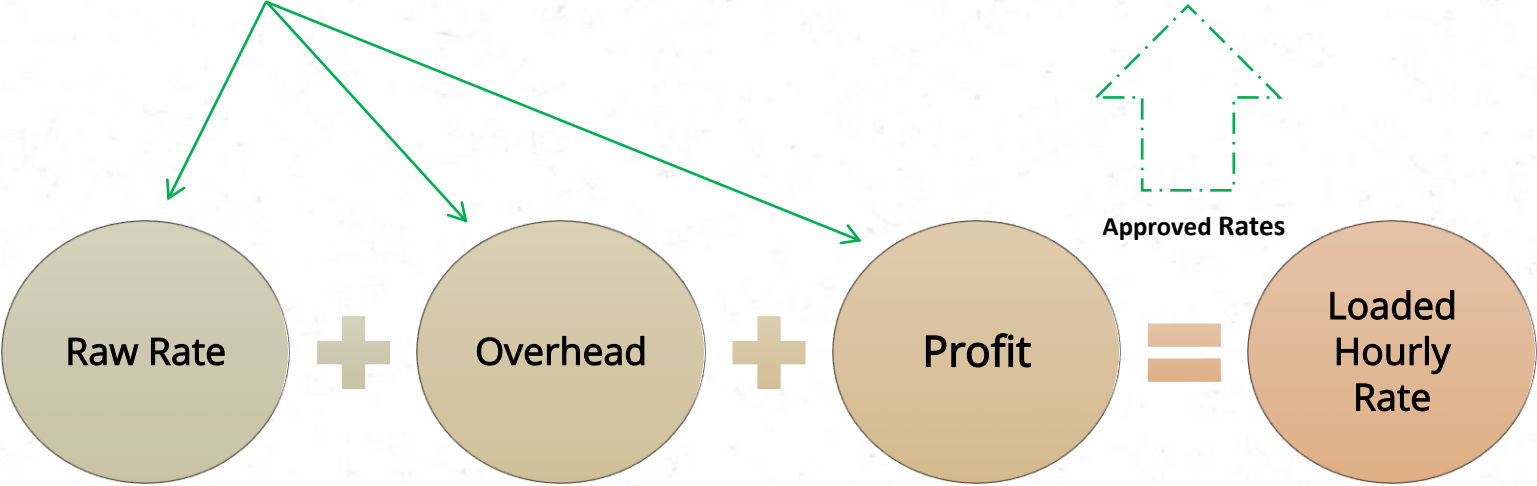 Approved Rates
Raw Rate
Overhead
Profit
Loaded
Hourly
Rate